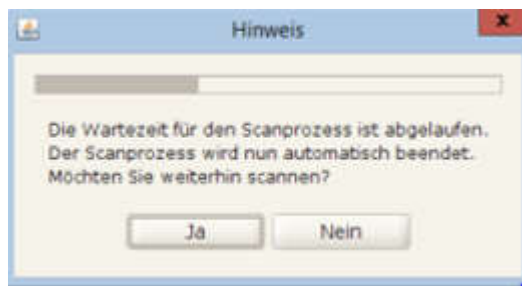 Hinweis
Die Wartezeit für den Scanprozess ist abgelaufen.
Der Scanprozess wird nun automatisch beendet.
Möchten Sie weiterhin scannen?
Ja Nein